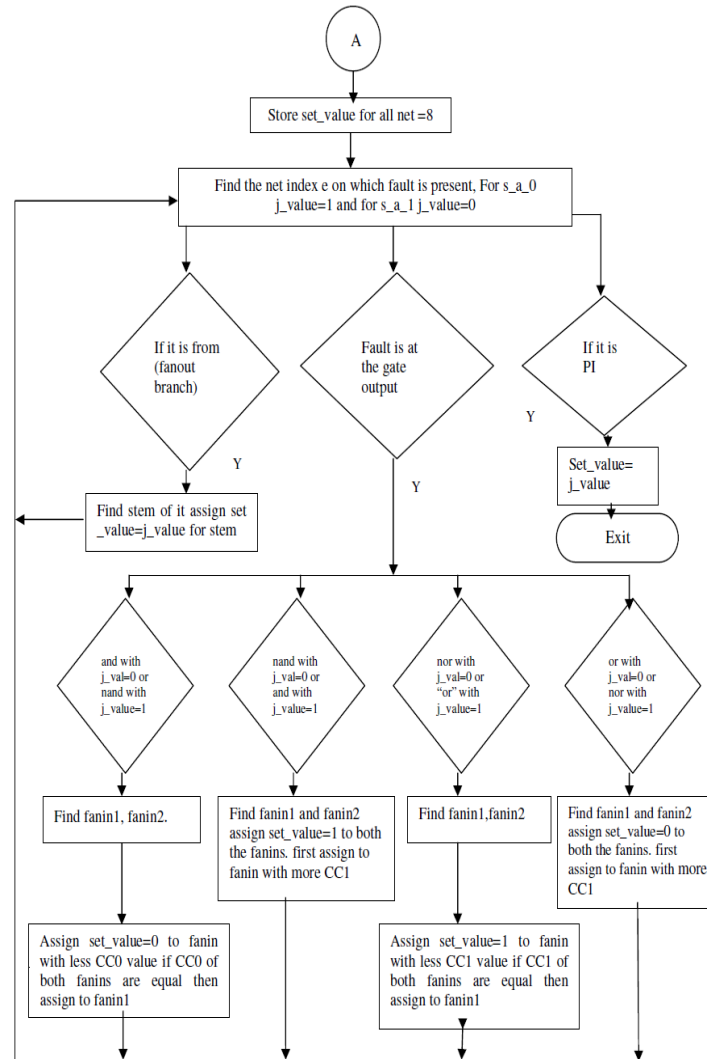 A
Store set_value for all net =8
Find the net index e on which fault is present, For s_a_0
j_value=1 and for s_a_1 j_value=0
If it is from
(fanout
branch)
Fault is at
the gate
output
If it is
PI
Y
Y
Y
Find stem of it assign set
_value=j_value for stem
Set_value=
j_value
Exit
and with
j_val=0 or
nand with
j_value=1
nand with
j_val=0 or
and with
j_value=1
nor with
j_val=0 or
“or” with
j_value=1
or with
j_val=0 or
nor with
j_value=1
Find fanin1, fanin2.
Find fanin1 and fanin2
assign set_value=1 to both
the fanins. first assign to
fanin with more CC1
Find fanin1,fanin2
Find fanin1 and fanin2
assign set_value=0 to
both the fanins. first
assign to fanin with more
CC1
Assign set_value=0 to fanin
with less CC0 value if CC0 of
both fanins are equal then
assign to fanin1
Assign set_value=1 to fanin
with less CC1 value if CC1 of
both fanins are equal then
assign to fanin1